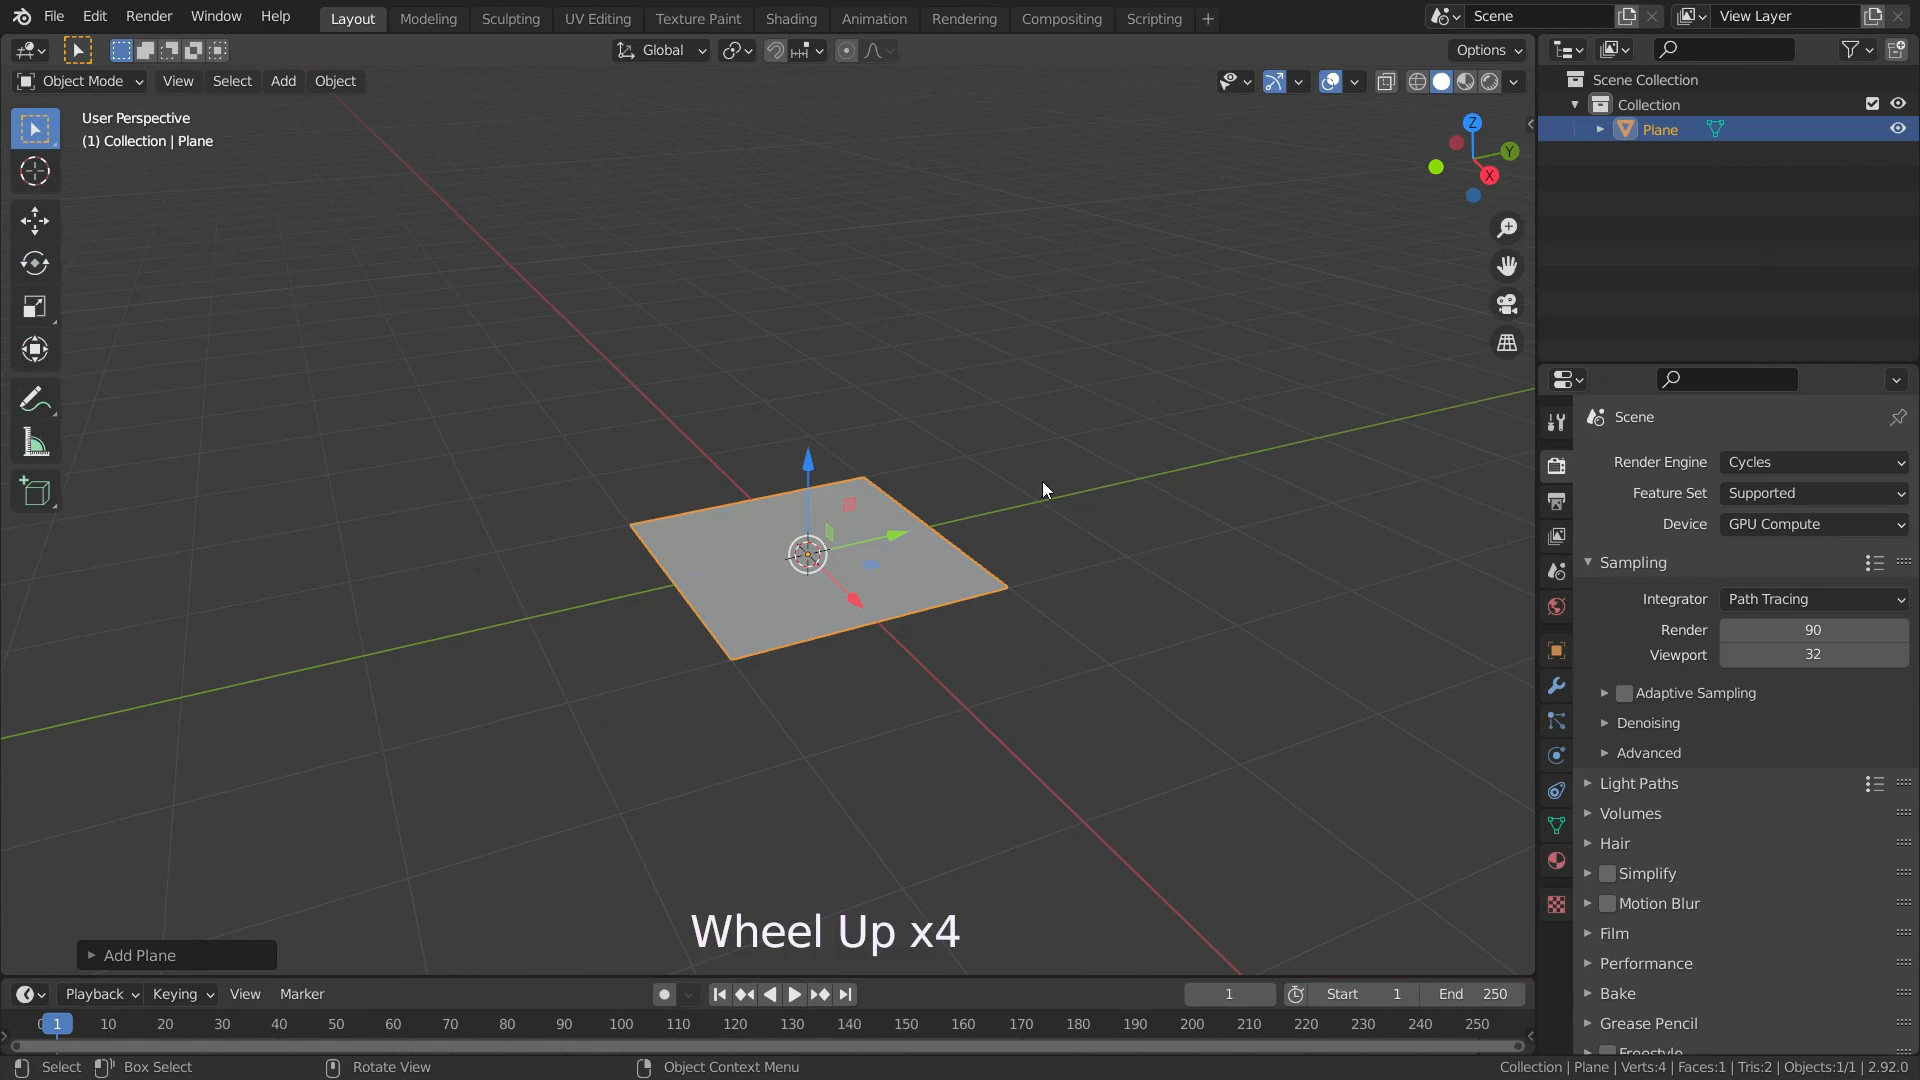 File Edit Render Window Help Layout Modeling Sculpting UV Editing Texture Paint Shading Animation Rendering Compositing Scripting + Scene View Layer
Global Options
Object Mode View Select Add Object
User Perspective
(1) Collection | Plane
Z
Y
X
Scene Collection
Collection
Plane
Scene
Render Engine Cycles
Feature Set Supported
Device GPU Compute
Sampling
Integrator Path Tracing
Render 90
Viewport 32
Adaptive Sampling
Denoising
Advanced
Light Paths
Volumes
Hair
Simplify
Motion Blur
Film
Performance
Bake
Grease Pencil
Freestyle
Wheel Up x4
Add Plane
Playback Keying View Marker 1 Start 1 End 250
0 1 10 20 30 40 50 60 70 80 90 100 110 120 130 140 150 160 170 180 190 200 210 220 230 240 250
Select Box Select Rotate View Object Context Menu Collection | Plane | Verts:4 | Faces:1 | Tris:2 | Objects:1/1 | 2.92.0